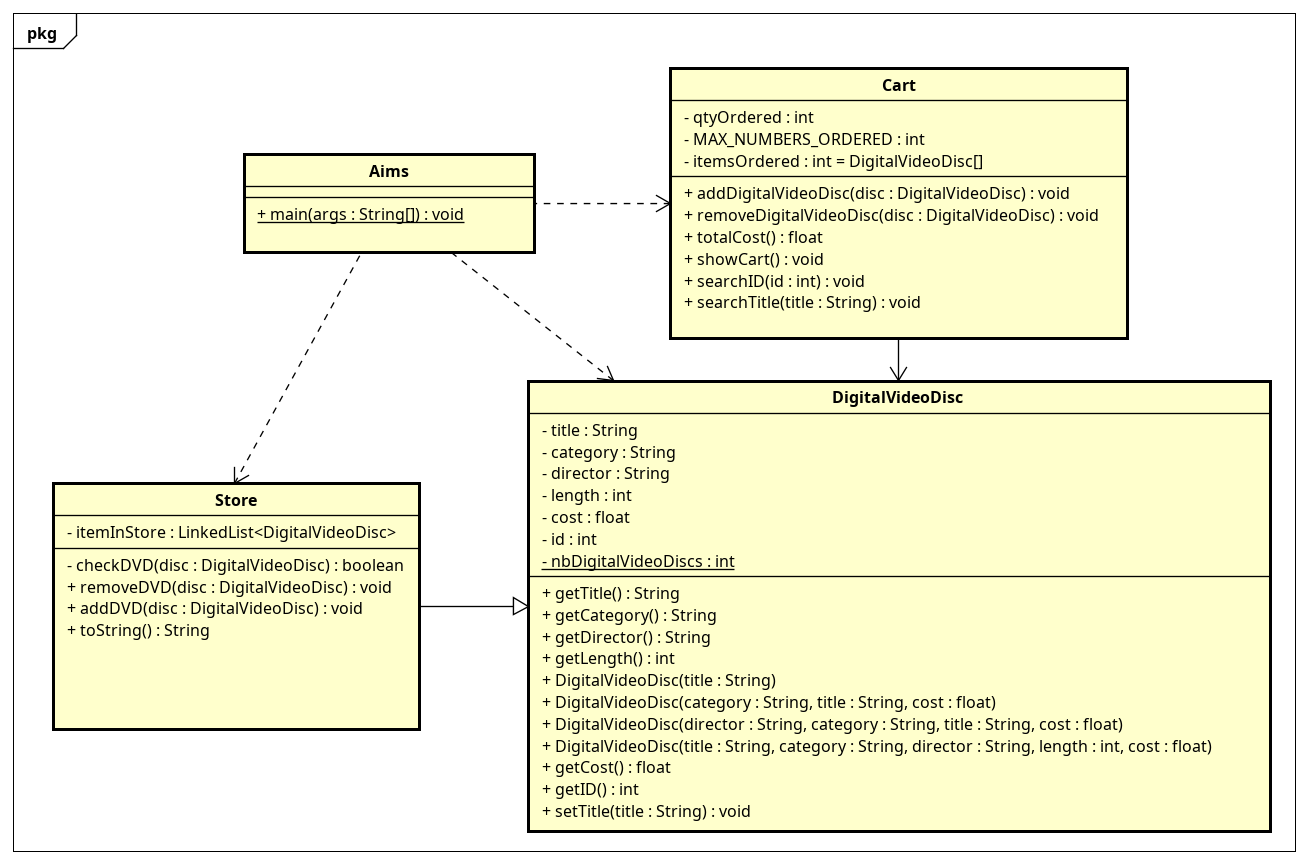 pkg
Cart
- qtyOrdered : int
- MAX_NUMBERS_ORDERED : int
- itemsOrdered : int = DigitalVideoDisc[]
+ addDigitalVideoDisc(disc : DigitalVideoDisc) : void
+ removeDigitalVideoDisc(disc : DigitalVideoDisc) : void
+ totalCost() : float
+ showCart() : void
+ searchID(id : int) : void
+ searchTitle(title : String) : void
Aims
+ main(args : String[]) : void
DigitalVideoDisc
- title : String
- category : String
- director : String
- length : int
- cost : float
- id : int
- nbDigitalVideoDiscs : int
+ getTitle() : String
+ getCategory() : String
+ getDirector() : String
+ getLength() : int
+ DigitalVideoDisc(title : String)
+ DigitalVideoDisc(category : String, title : String, cost : float)
+ DigitalVideoDisc(director : String, category : String, title : String, cost : float)
+ DigitalVideoDisc(title : String, category : String, director : String, length : int, cost : float)
+ getCost() : float
+ getID() : int
+ setTitle(title : String) : void
Store
- itemInStore : LinkedList<DigitalVideoDisc>
- checkDVD(disc : DigitalVideoDisc) : boolean
+ removeDVD(disc : DigitalVideoDisc) : void
+ addDVD(disc : DigitalVideoDisc) : void
+ toString() : String